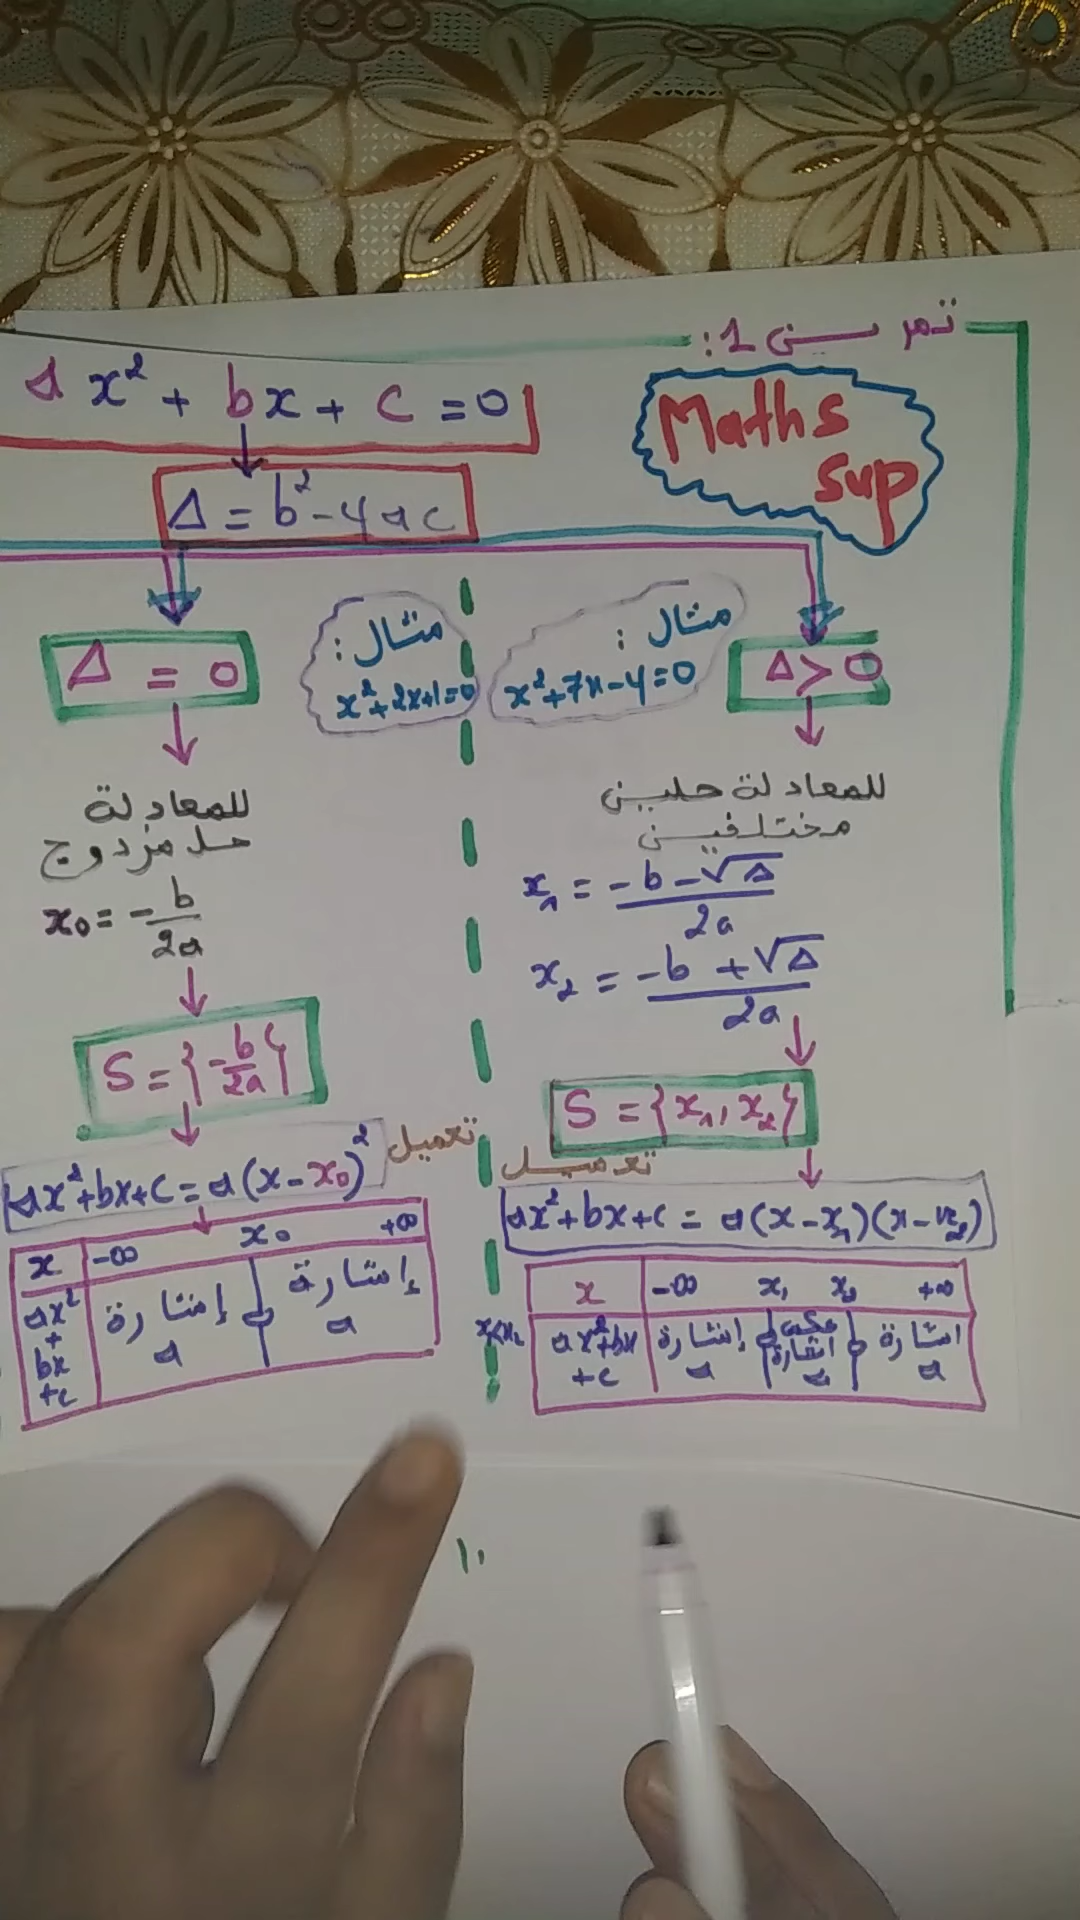 تمرين 1:
Maths
sup
ax²+bx+c=0
Δ=b²-4ac
Δ>0
مثال:
x²+7x-4=0
للمعادلة حلين
مختلفين
x₁=(-b-√Δ)/2a
x₂=(-b+√Δ)/2a
S={x₁,x₂}
تعميل
ax²+bx+c=a(x-x₁)(x-x₂)
x -∞ x₁ x₂ +∞
ax²+bx+c إشارة a 0 عكس إشارة a 0 اشارة a
x₁<x₂
Δ=0
مثال:
x²+2x+1=0
للمعادلة
حل مزدوج
x₀=-b/2a
S={-b/2a}
تعميل
ax²+bx+c=a(x-x₀)²
x -∞ x₀ +∞
ax²+bx+c إشارة a 0 إشارة a